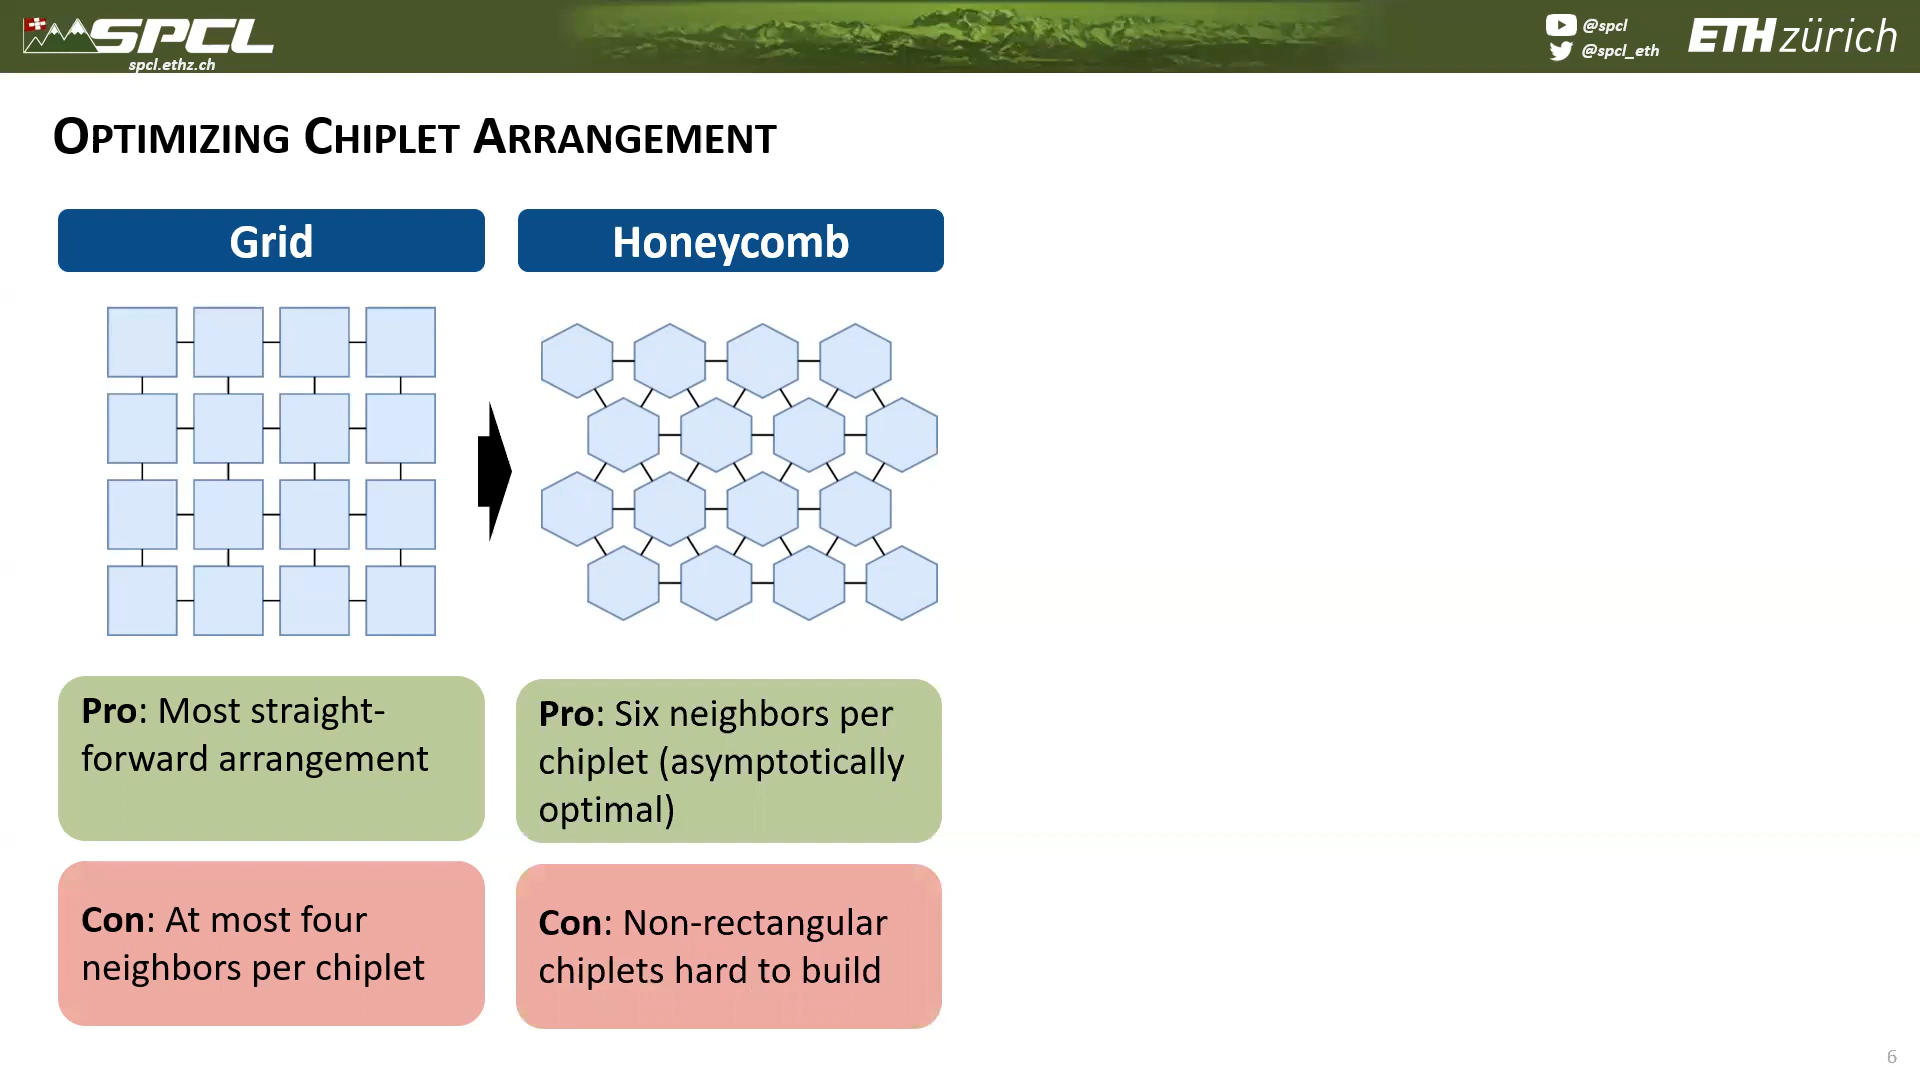 SPCL
spcl.ethz.ch
@spcl
@spcl_eth
ETH zürich
OPTIMIZING CHIPLET ARRANGEMENT
Grid
Honeycomb
Pro: Most straight-
forward arrangement
Pro: Six neighbors per
chiplet (asymptotically
optimal)
Con: At most four
neighbors per chiplet
Con: Non-rectangular
chiplets hard to build
6